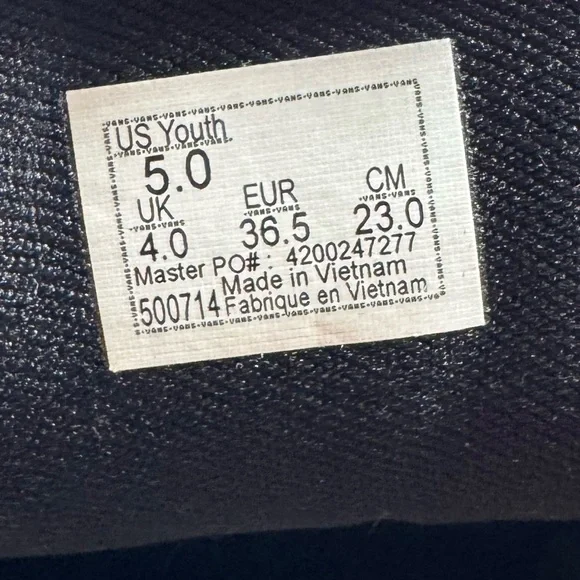 US Youth
5.0
UK EUR CM
4.0 36.5 23.0
Master PO# : 4200247277
Made in Vietnam
500714 Fabrique en Vietnam